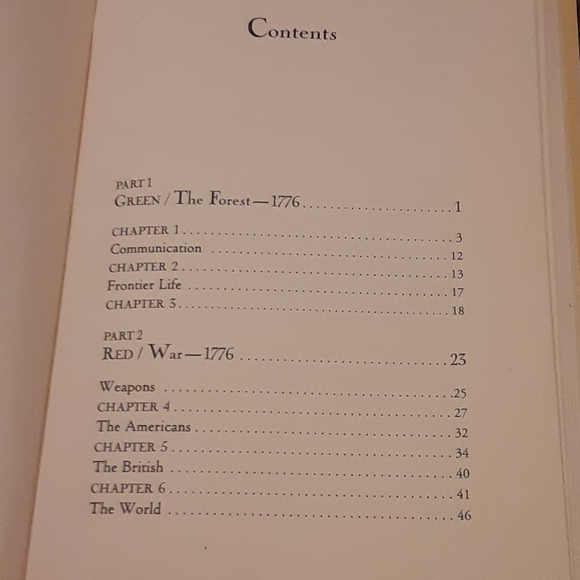 Contents
PART 1
GREEN / The Forest—1776 1
CHAPTER 1 3
Communication 12
CHAPTER 2 13
Frontier Life 17
CHAPTER 3 18
PART 2
RED / War—1776 23
Weapons 25
CHAPTER 4 27
The Americans 32
CHAPTER 5 34
The British 40
CHAPTER 6 41
The World 46